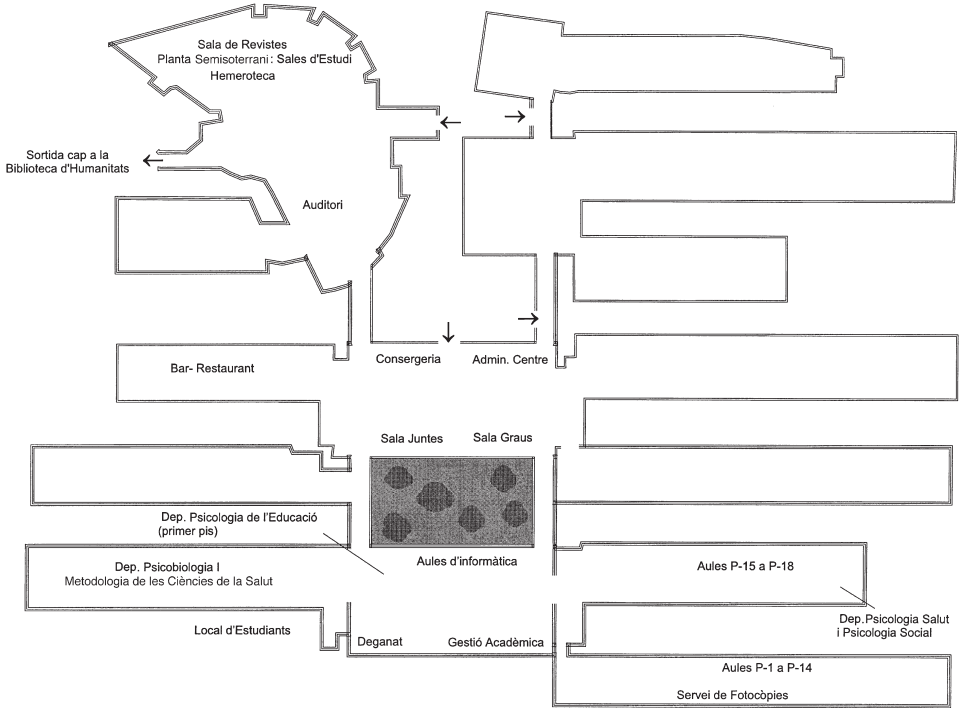 Sala de Revistes
Planta Semisoterrani: Sales d'Estudi
Hemeroteca
Sortida cap a la
Biblioteca d'Humanitats
Auditori
Consergeria
Admin. Centre
Bar- Restaurant
Sala Juntes
Sala Graus
Dep. Psicologia de l'Educació
(primer pis)
Aules d'informàtica
Dep. Psicobiologia I
Metodologia de les Ciències de la Salut
Aules P-15 a P-18
Dep.Psicologia Salut
i Psicologia Social
Local d'Estudiants
Deganat
Gestió Acadèmica
Aules P-1 a P-14
Servei de Fotocòpies